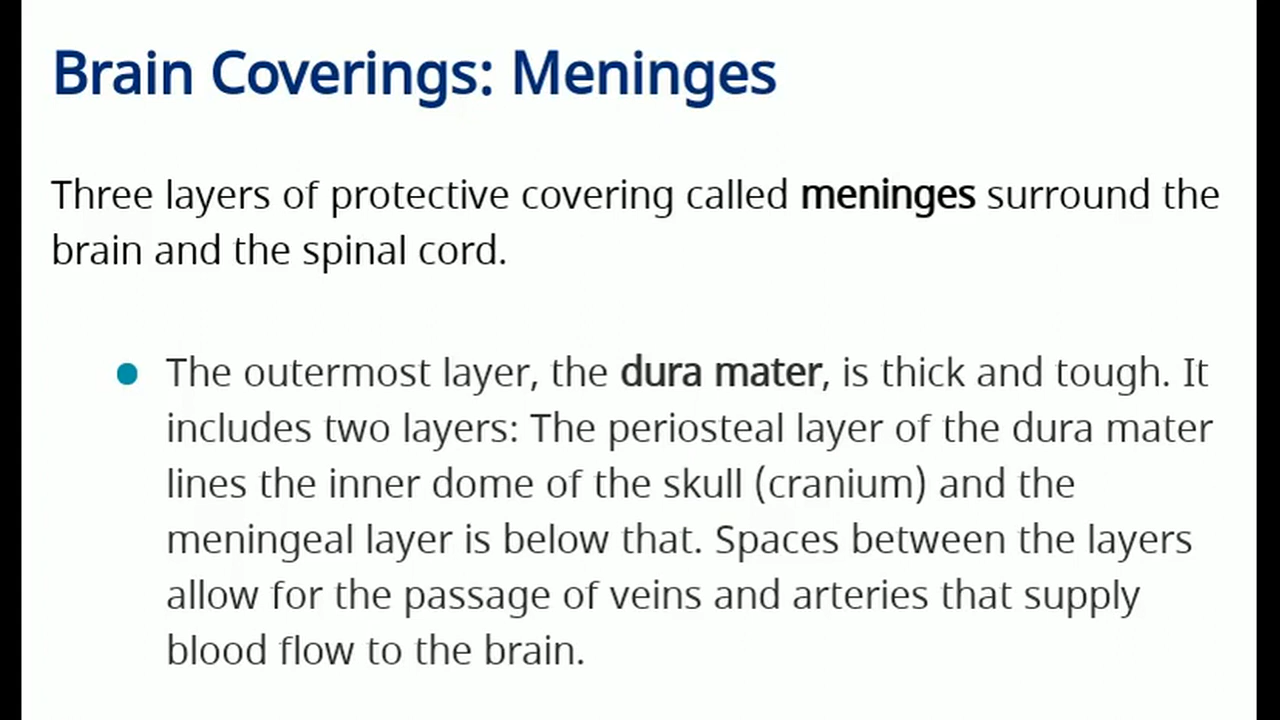 Brain Coverings: Meninges
Three layers of protective covering called meninges surround the
brain and the spinal cord.
The outermost layer, the dura mater, is thick and tough. It
includes two layers: The periosteal layer of the dura mater
lines the inner dome of the skull (cranium) and the
meningeal layer is below that. Spaces between the layers
allow for the passage of veins and arteries that supply
blood flow to the brain.